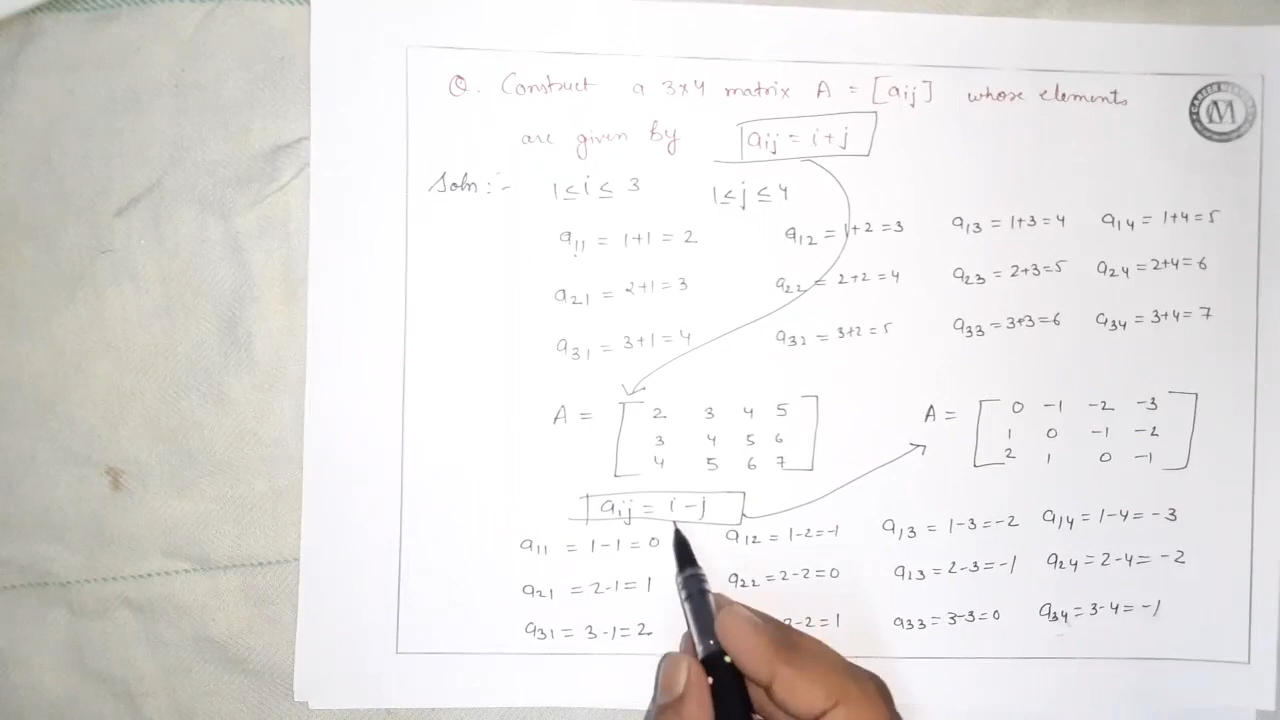 Q. Construct a 3×4 matrix A = [aij] whose elements
are given by aij = i+j
Soln:- 1 ≤ i ≤ 3 1 ≤ j ≤ 4
a11 = 1+1 = 2 a12 = 1+2 = 3 a13 = 1+3 = 4 a14 = 1+4 = 5
a21 = 2+1 = 3 a22 = 2+2 = 4 a23 = 2+3 = 5 a24 = 2+4 = 6
a31 = 3+1 = 4 a32 = 3+2 = 5 a33 = 3+3 = 6 a34 = 3+4 = 7
A = [
2 3 4 5
3 4 5 6
4 5 6 7
]
A = [
0 -1 -2 -3
1 0 -1 -2
2 1 0 -1
]
aij = i-j
a11 = 1-1 = 0 a12 = 1-2 = -1 a13 = 1-3 = -2 a14 = 1-4 = -3
a21 = 2-1 = 1 a22 = 2-2 = 0 a13 = 2-3 = -1 a24 = 2-4 = -2
a31 = 3-1 = 2 -2 = 1 a33 = 3-3 = 0 a34 = 3-4 = -1